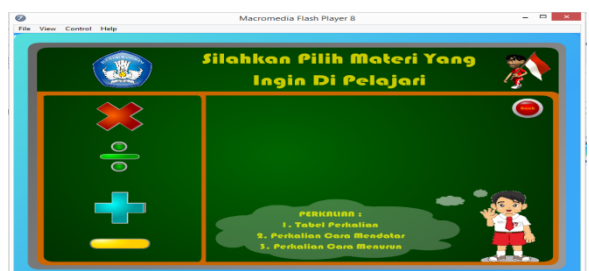 Macromedia Flash Player 8
File View Control Help
Silahkan Pilih Materi Yang
Ingin Di Pelajari
PERKALIAN :
1. Tabel Perkalian
2. Perkalian Cara Mendatar
3. Perkalian Cara Menurun